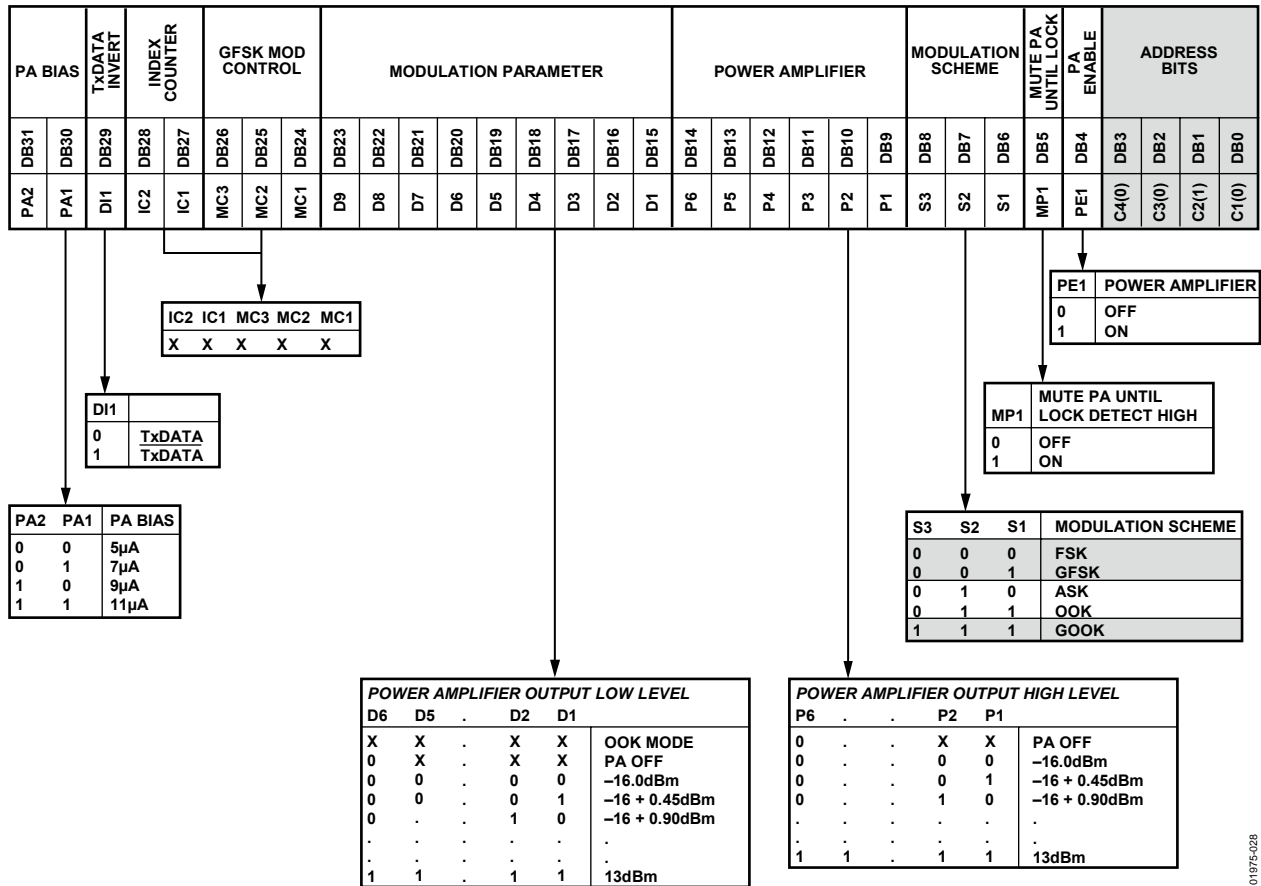 PA BIAS
TxDATA
INVERT
INDEX
COUNTER
GFSK MOD
CONTROL
MODULATION PARAMETER
POWER AMPLIFIER
MODULATION
SCHEME
MUTE PA
UNTIL LOCK
PA
ENABLE
ADDRESS
BITS
DB31 DB30 DB29 DB28 DB27 DB26 DB25 DB24 DB23 DB22 DB21 DB20 DB19 DB18 DB17 DB16 DB15 DB14 DB13 DB12 DB11 DB10 DB9 DB8 DB7 DB6 DB5 DB4 DB3 DB2 DB1 DB0
PA2 PA1 DI1 IC2 IC1 MC3 MC2 MC1 D9 D8 D7 D6 D5 D4 D3 D2 D1 P6 P5 P4 P3 P2 P1 S3 S2 S1 MP1 PE1 C4(0) C3(0) C2(1) C1(0)
PE1 POWER AMPLIFIER
0 OFF
1 ON
IC2 IC1 MC3 MC2 MC1
X X X X X
MP1 MUTE PA UNTIL
LOCK DETECT HIGH
0 OFF
1 ON
DI1
0 TxDATA
1 TxDATA
PA2 PA1 PA BIAS
0 0 5µA
0 1 7µA
1 0 9µA
1 1 11µA
S3 S2 S1 MODULATION SCHEME
0 0 0 FSK
0 0 1 GFSK
0 1 0 ASK
0 1 1 OOK
1 1 1 GOOK
POWER AMPLIFIER OUTPUT LOW LEVEL
D6 D5 . D2 D1
X X . X X OOK MODE
0 X . X X PA OFF
0 0 . 0 0 –16.0dBm
0 0 . 0 1 –16 + 0.45dBm
0 . . 1 0 –16 + 0.90dBm
. . . . . .
. . . . . .
1 1 . 1 1 13dBm
POWER AMPLIFIER OUTPUT HIGH LEVEL
P6 . . P2 P1
0 . . X X PA OFF
0 . . 0 0 –16.0dBm
0 . . 0 1 –16 + 0.45dBm
0 . . 1 0 –16 + 0.90dBm
. . . . . .
. . . . . .
1 1 . 1 1 13dBm
01975-028